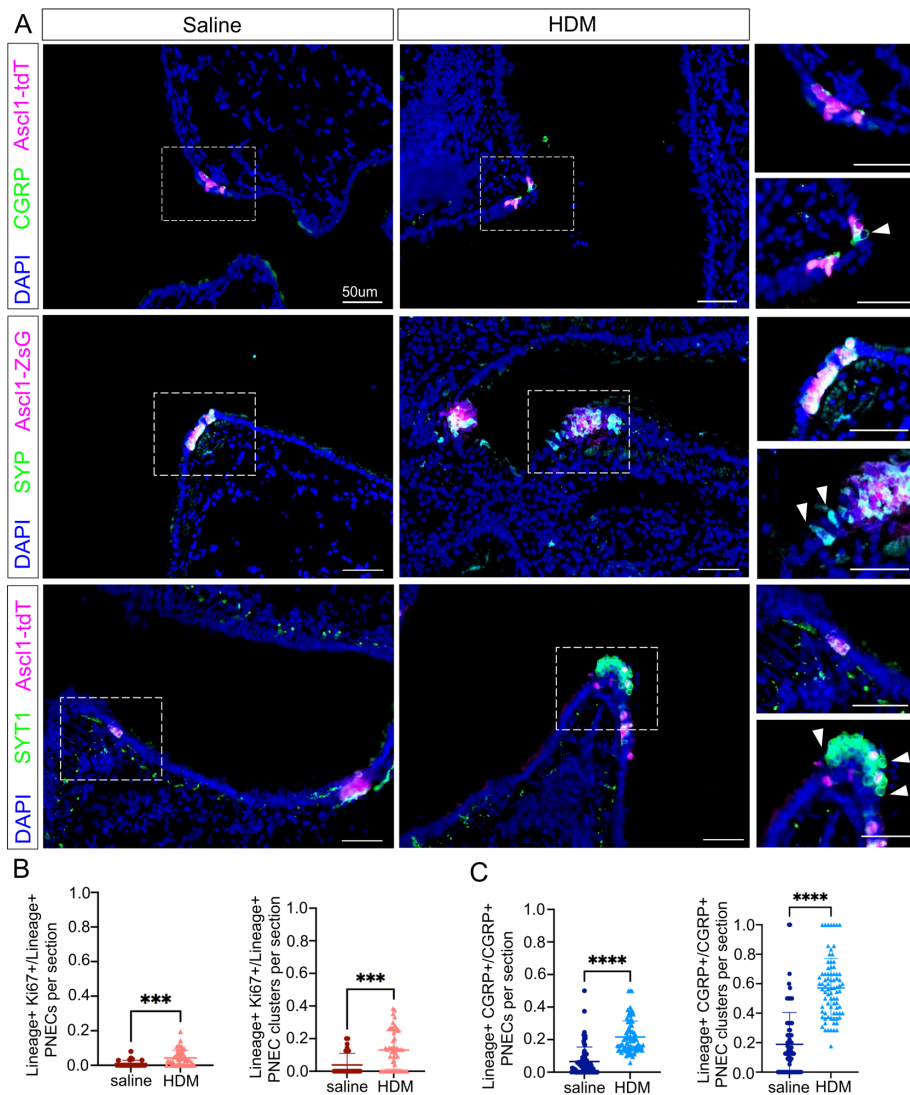 A
Saline
HDM
DAPI CGRP Ascl1-tdT
50um
DAPI SYP Ascl1-ZsG
DAPI SYT1 Ascl1-tdT
B
Lineage+ Ki67+/Lineage+
PNECs per section
1.0
0.8
0.6
0.4
0.2
0.0
***
saline HDM
Lineage+ Ki67+/Lineage+
PNEC clusters per section
1.0
0.8
0.6
0.4
0.2
0.0
***
saline HDM
C
Lineage+ CGRP+/CGRP+
PNECs per section
1.0
0.8
0.6
0.4
0.2
0.0
****
saline HDM
Lineage+ CGRP+/CGRP+
PNEC clusters per section
1.0
0.8
0.6
0.4
0.2
0.0
****
saline HDM